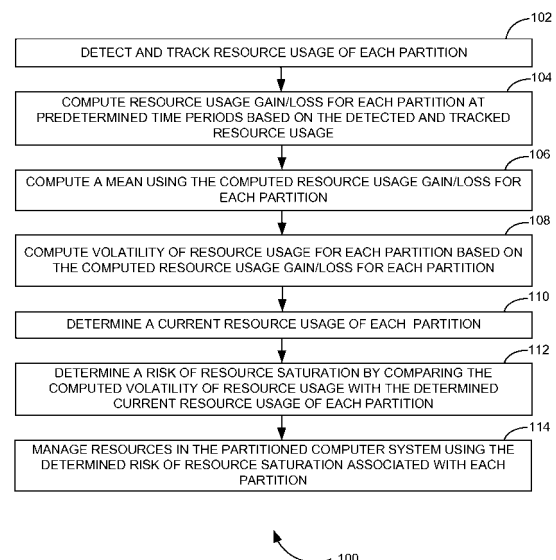 102
DETECT AND TRACK RESOURCE USAGE OF EACH PARTITION
104
COMPUTE RESOURCE USAGE GAIN/LOSS FOR EACH PARTITION AT
PREDETERMINED TIME PERIODS BASED ON THE DETECTED AND TRACKED
RESOURCE USAGE
106
COMPUTE A MEAN USING THE COMPUTED RESOURCE USAGE GAIN/LOSS FOR
EACH PARTITION
108
COMPUTE VOLATILITY OF RESOURCE USAGE FOR EACH PARTITION BASED ON
THE COMPUTED RESOURCE USAGE GAIN/LOSS FOR EACH PARTITION
110
DETERMINE A CURRENT RESOURCE USAGE OF EACH PARTITION
112
DETERMINE A RISK OF RESOURCE SATURATION BY COMPARING THE
COMPUTED VOLATILITY OF RESOURCE USAGE WITH THE DETERMINED
CURRENT RESOURCE USAGE OF EACH PARTITION
114
MANAGE RESOURCES IN THE PARTITIONED COMPUTER SYSTEM USING THE
DETERMINED RISK OF RESOURCE SATURATION ASSOCIATED WITH EACH
PARTITION
100